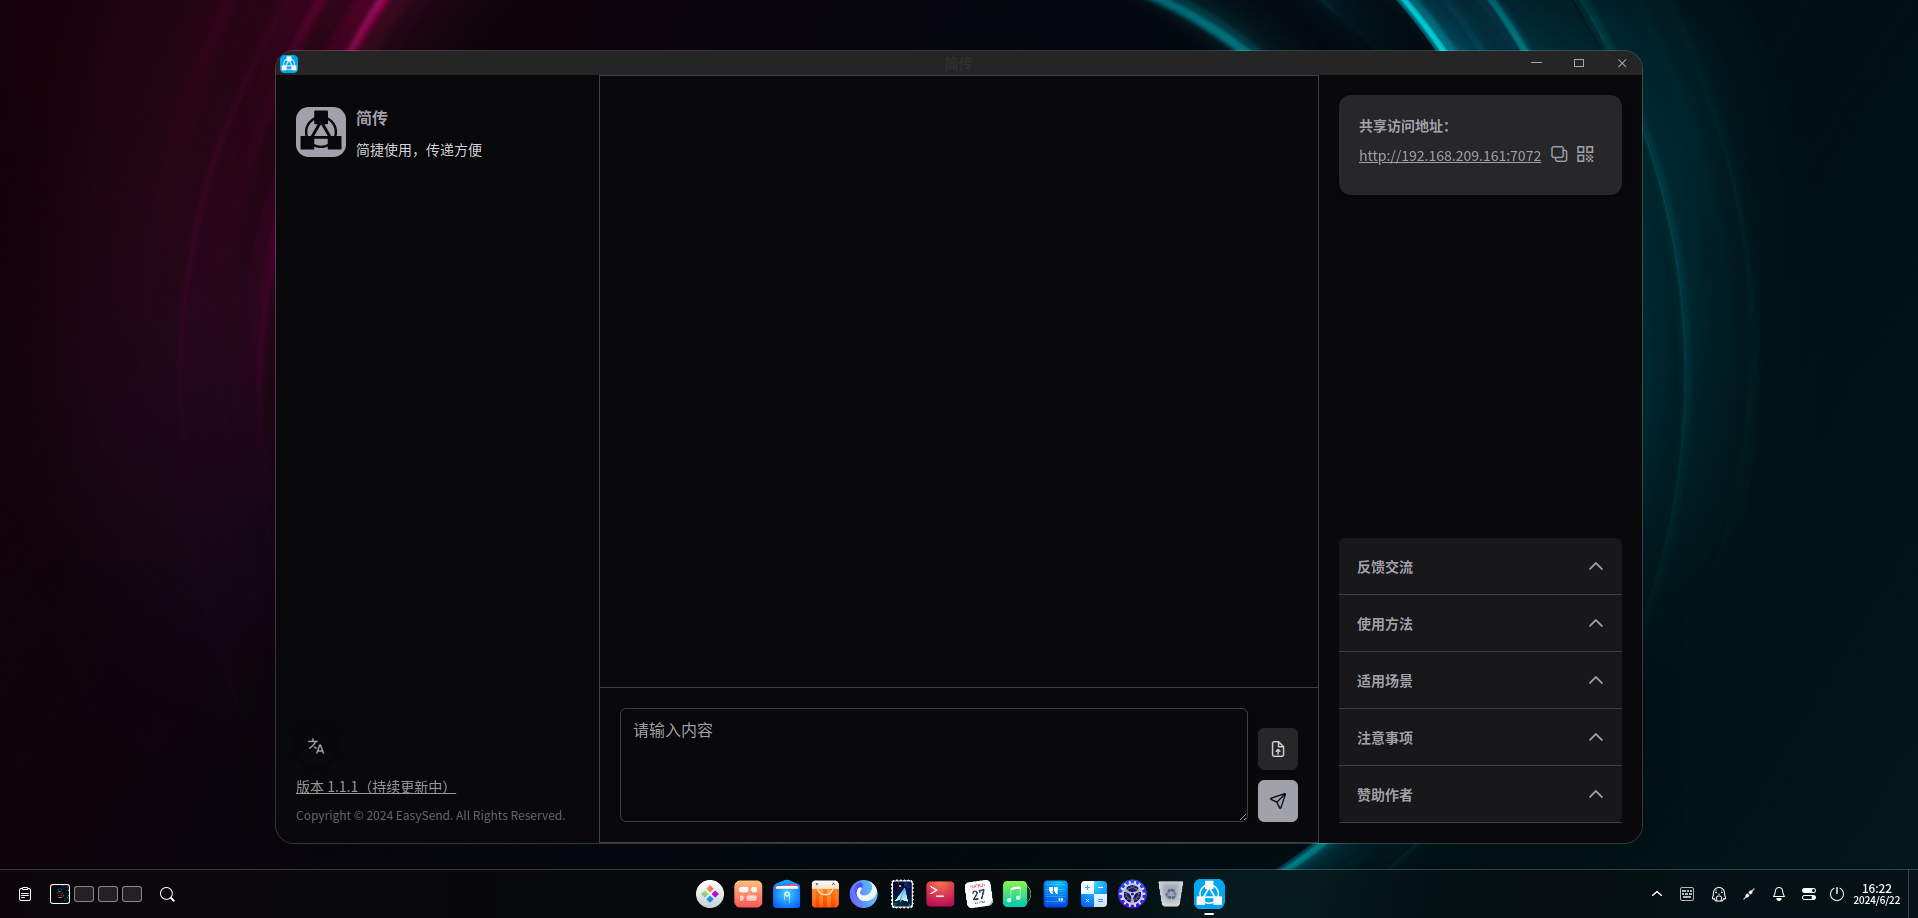 简传
简传
简捷使用，传递方便
版本 1.1.1（持续更新中）
Copyright © 2024 EasySend. All Rights Reserved.
请输入内容
共享访问地址：
http://192.168.209.161:7072
反馈交流
使用方法
适用场景
注意事项
赞助作者
27
16:22
2024/6/22